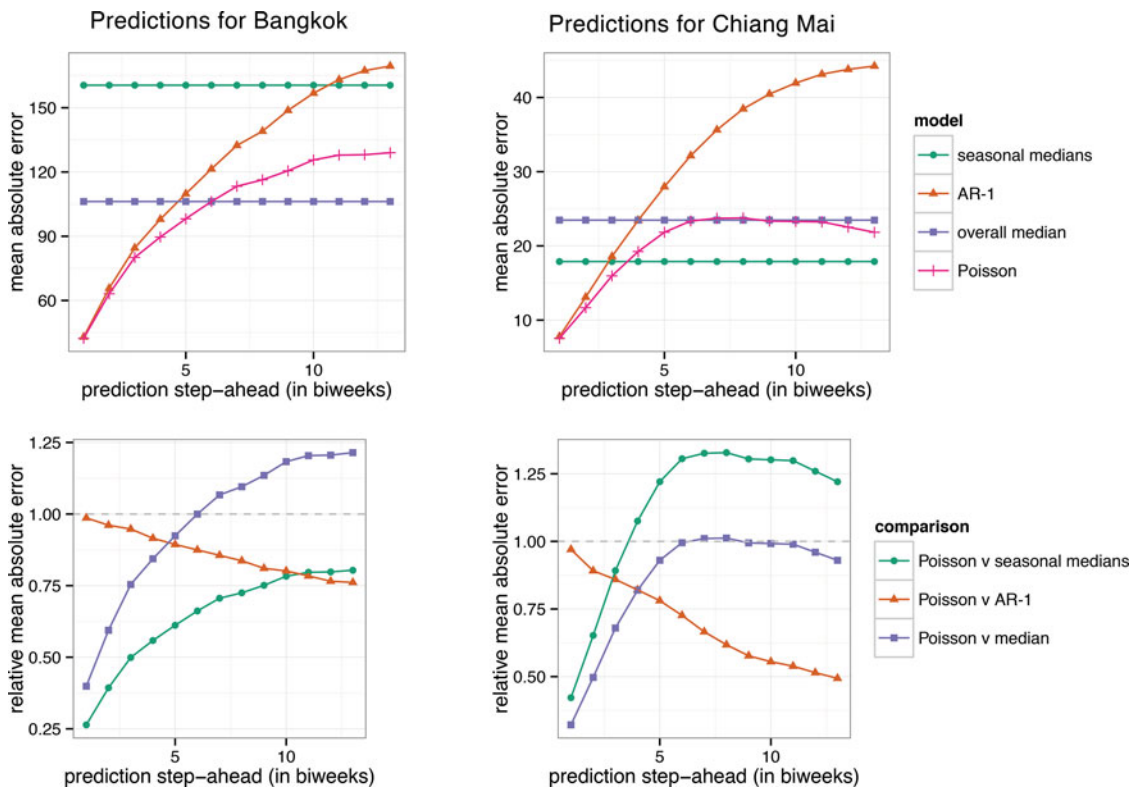 Predictions for Bangkok
mean absolute error
150
120
90
60
5
10
prediction step-ahead (in biweeks)
Predictions for Chiang Mai
mean absolute error
40
30
20
10
5
10
prediction step-ahead (in biweeks)
model
seasonal medians
AR-1
overall median
Poisson
relative mean absolute error
1.25
1.00
0.75
0.50
0.25
5
10
prediction step-ahead (in biweeks)
relative mean absolute error
1.25
1.00
0.75
0.50
5
10
prediction step-ahead (in biweeks)
comparison
Poisson v seasonal medians
Poisson v AR-1
Poisson v median